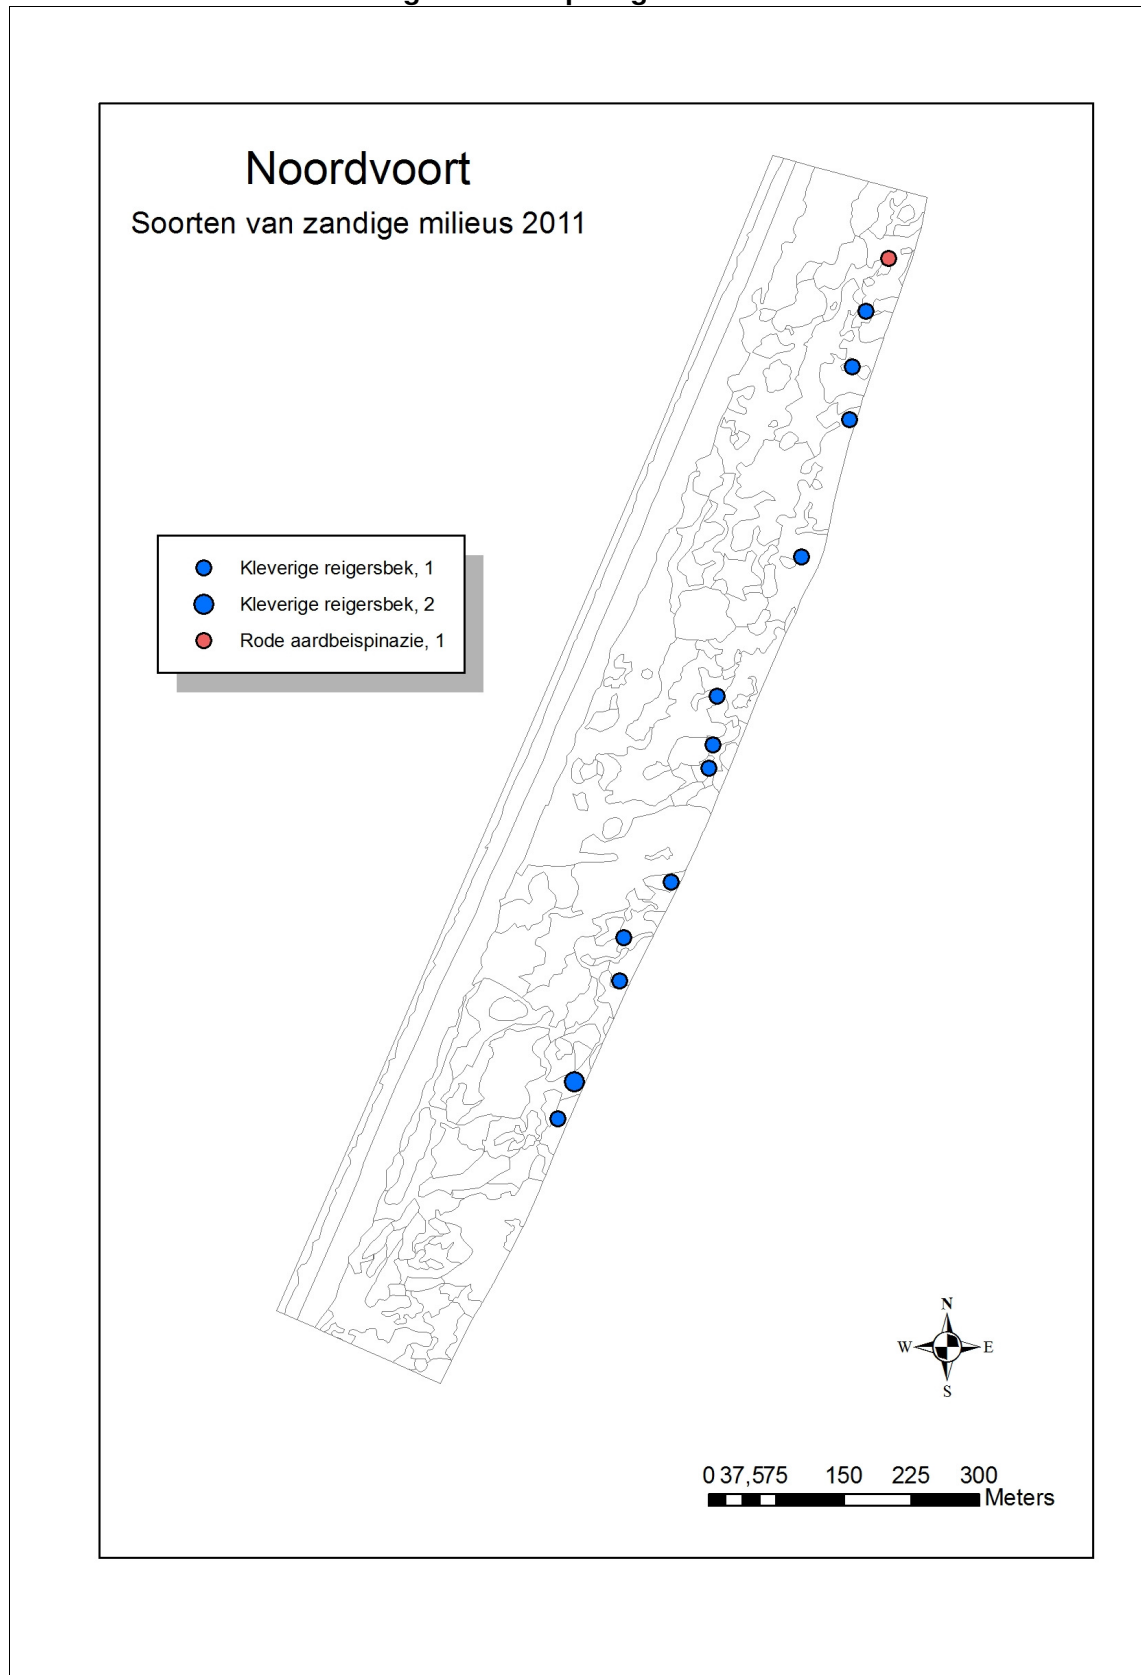 Noordvoort
Soorten van zandige milieus 2011
Kleverige reigersbek, 1
Kleverige reigersbek, 2
Rode aardbeispinazie, 1
N
W E
S
0 37,575 150 225 300
Meters